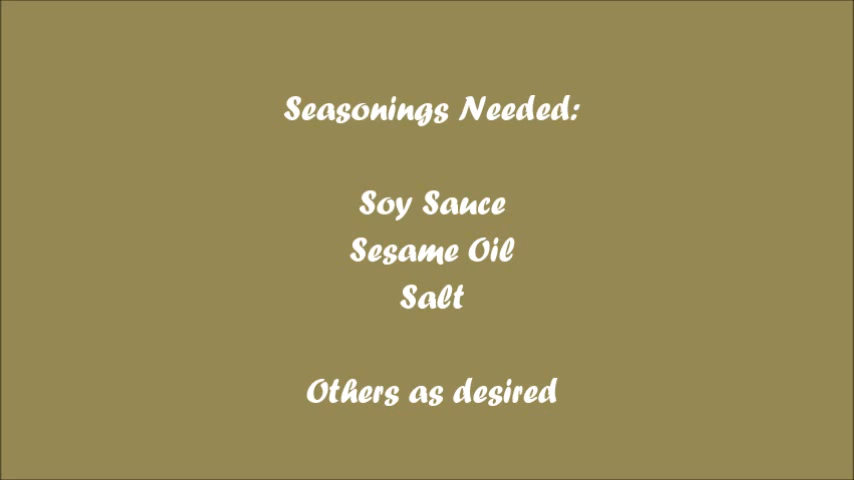 Seasonings Needed:
Soy Sauce
Sesame Oil
Salt
Others as desired